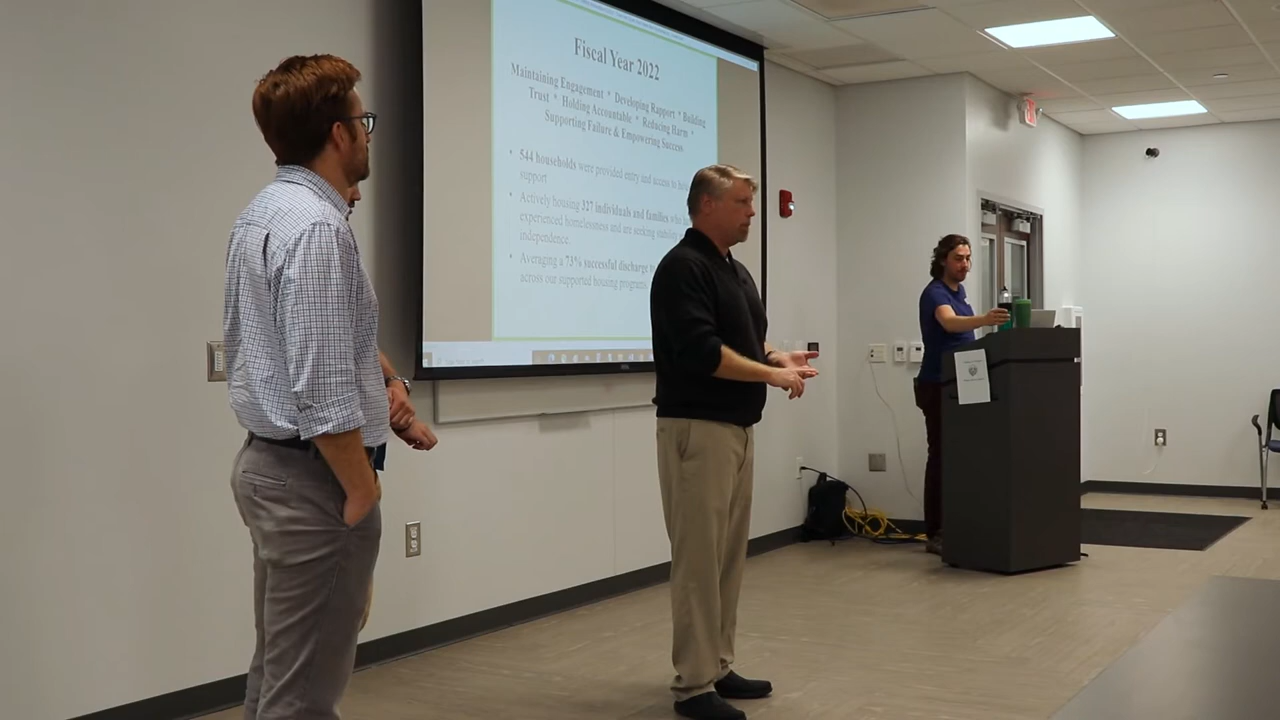 Fiscal Year 2022
Maintaining Engagement * Developing Rapport * Building
Trust * Holding Accountable * Reducing Harm *
Supporting Failure & Empowering Success
• 544 households were provided entry and access to
support
• Actively housing 327 individuals and families
experienced homelessness and are seeking
independence.
• Averaging a 73% successful discharge
across our supported housing programs
DELL
EXIT